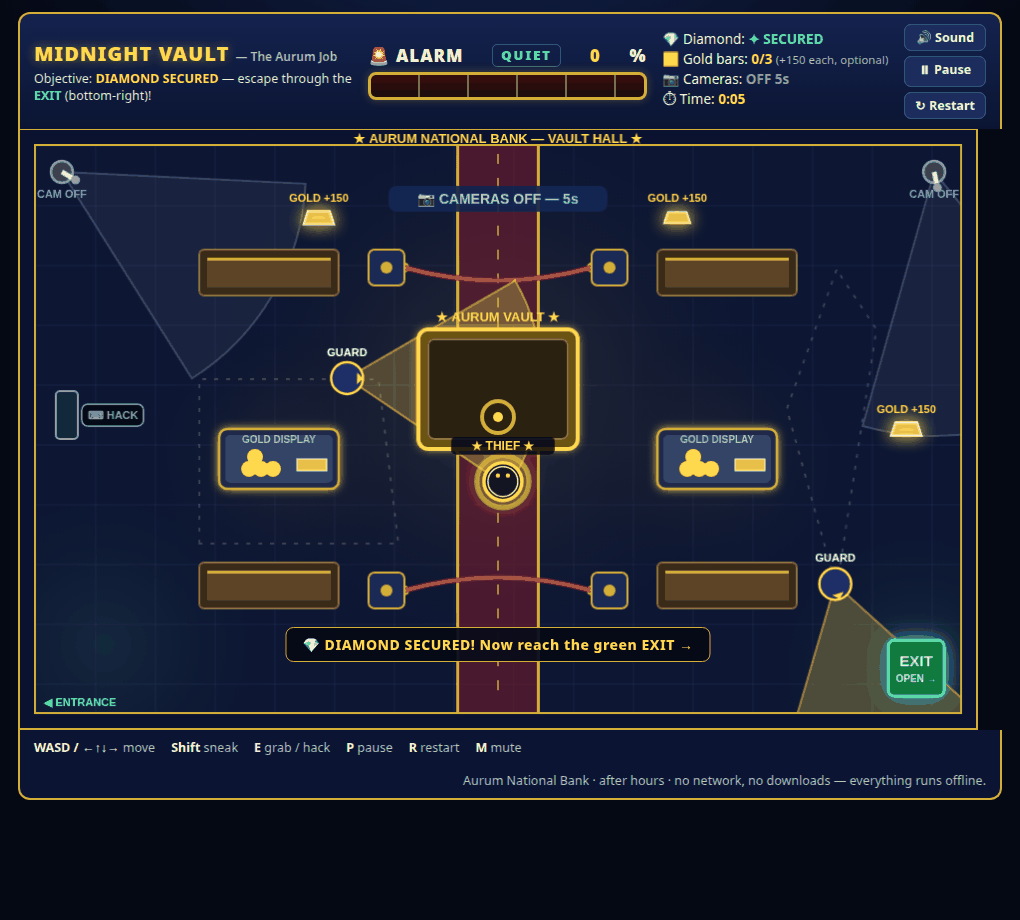 MIDNIGHT VAULT — The Aurum Job
Objective: DIAMOND SECURED — escape through the
EXIT (bottom-right)!
🚨 ALARM QUIET 0 %
💎 Diamond: ✦ SECURED
🟨 Gold bars: 0/3 (+150 each, optional)
📷 Cameras: OFF 5s
⏱ Time: 0:05
🔊 Sound
⏸ Pause
↻ Restart
★ AURUM NATIONAL BANK — VAULT HALL ★
CAM OFF
GOLD +150
📷 CAMERAS OFF — 5s
GOLD +150
CAM OFF
★ AURUM VAULT ★
GUARD
⌨ HACK
GOLD +150
GOLD DISPLAY
★ THIEF ★
GOLD DISPLAY
GUARD
💎 DIAMOND SECURED! Now reach the green EXIT →
EXIT
OPEN →
◀ ENTRANCE
WASD / ←↑↓→ move Shift sneak E grab / hack P pause R restart M mute
Aurum National Bank · after hours · no network, no downloads — everything runs offline.